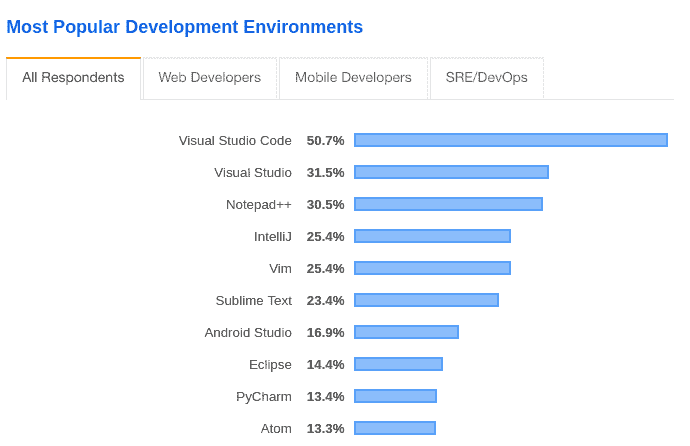 Most Popular Development Environments
All Respondents Web Developers Mobile Developers SRE/DevOps
Visual Studio Code 50.7%
Visual Studio 31.5%
Notepad++ 30.5%
IntelliJ 25.4%
Vim 25.4%
Sublime Text 23.4%
Android Studio 16.9%
Eclipse 14.4%
PyCharm 13.4%
Atom 13.3%